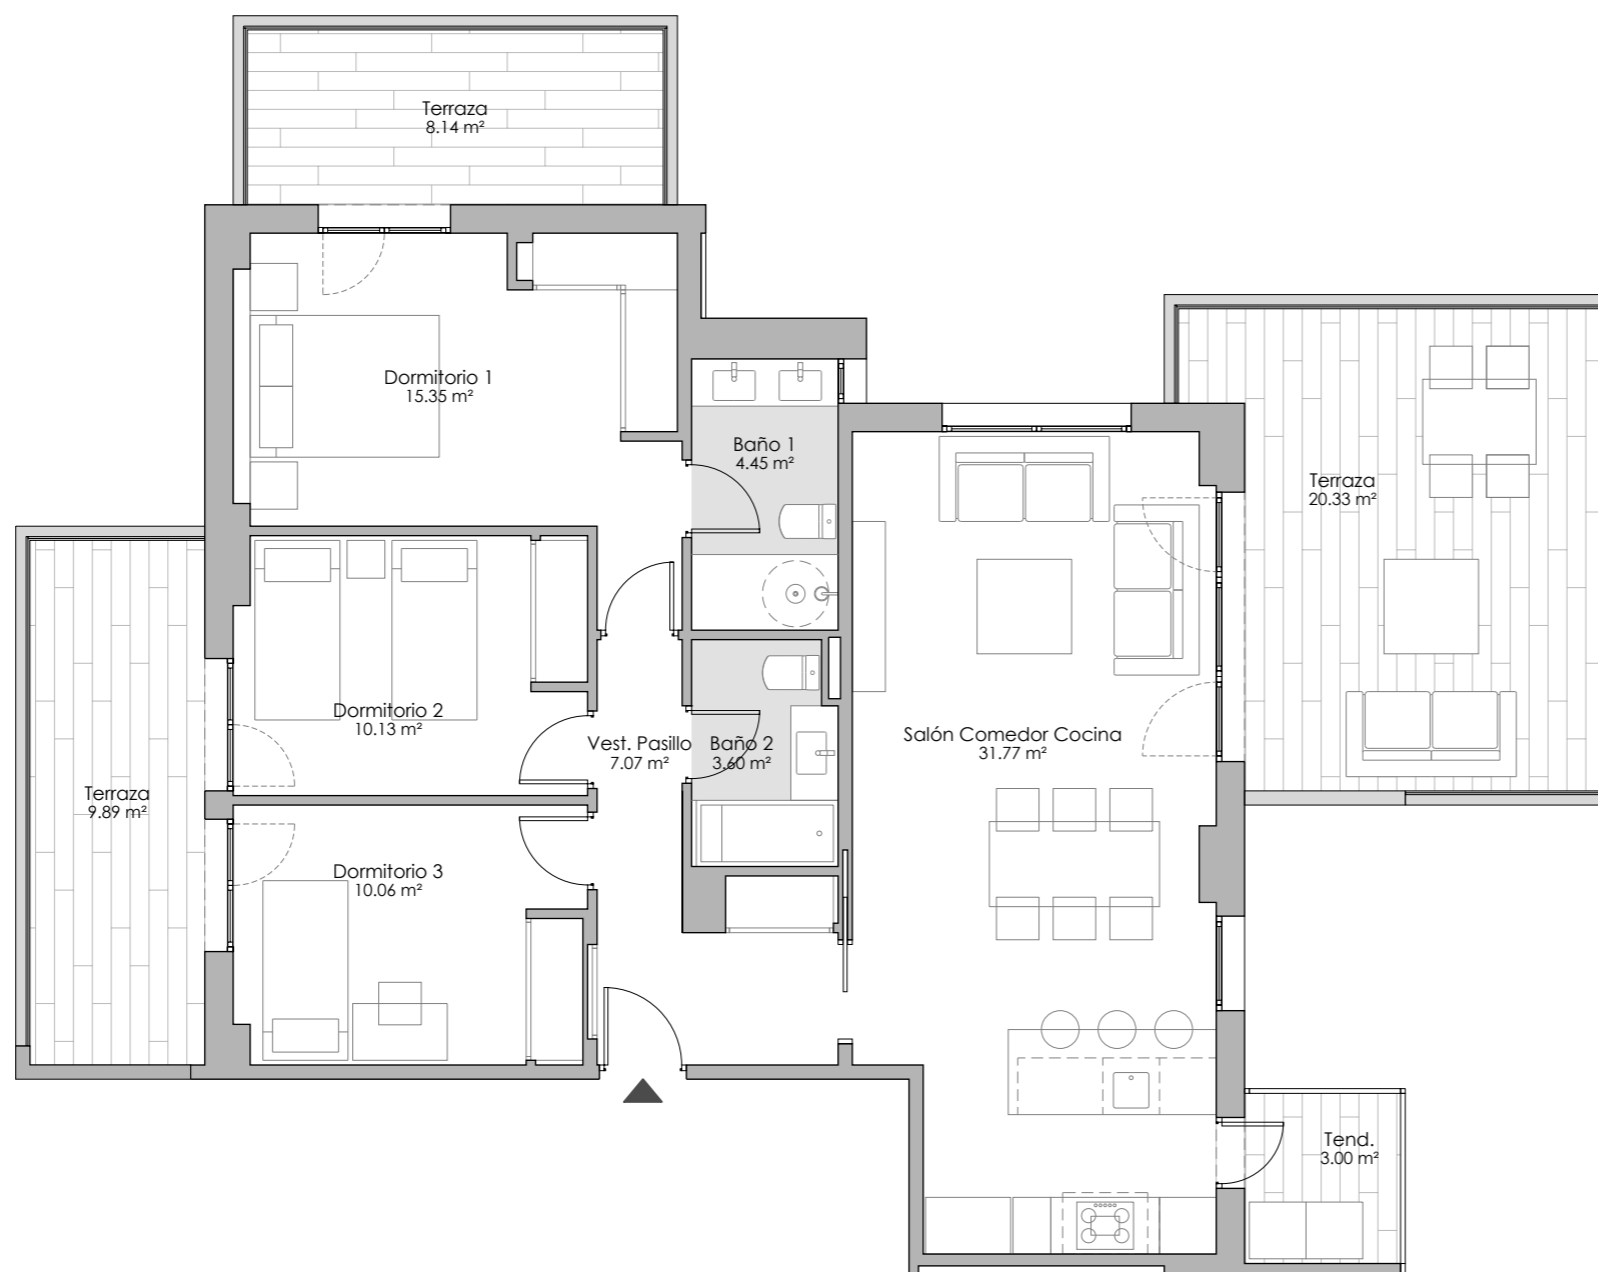 Terraza
8.14 m²
Dormitorio 1
15.35 m²
Baño 1
4.45 m²
Terraza
20.33 m²
Dormitorio 2
10.13 m²
Vest. Pasillo
7.07 m²
Baño 2
3.60 m²
Salón Comedor Cocina
31.77 m²
Terraza
9.89 m²
Dormitorio 3
10.06 m²
Tend.
3.00 m²